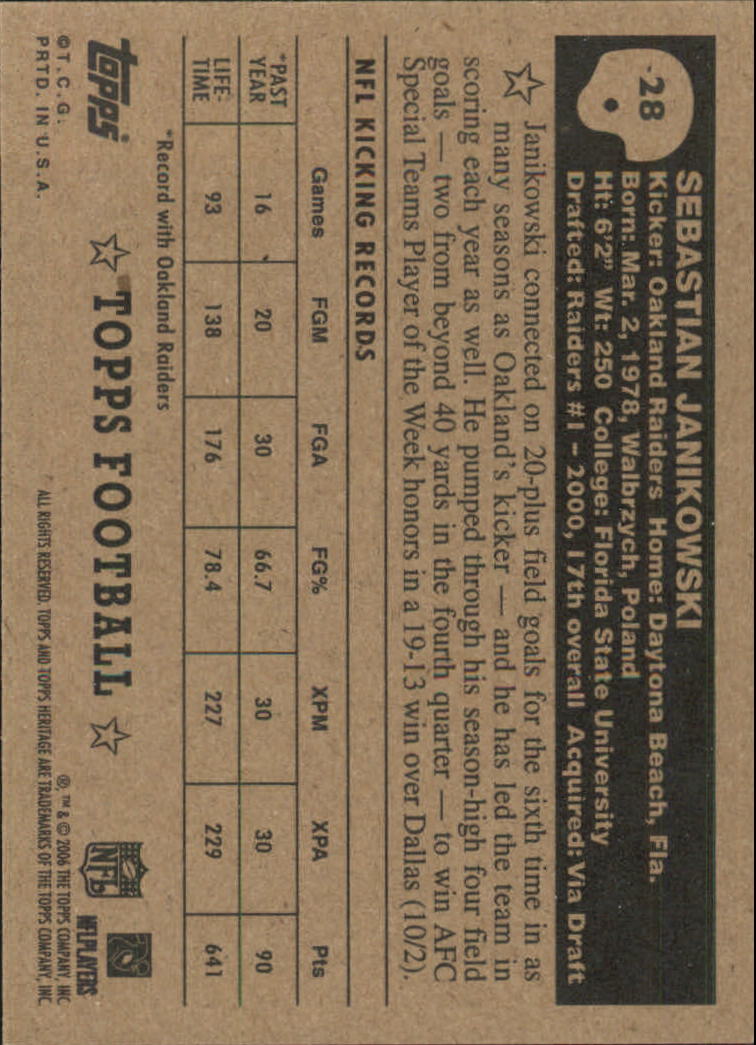 28
SEBASTIAN JANIKOWSKI
Kicker: Oakland Raiders Home: Daytona Beach, Fla.
Born: Mar. 2, 1978, Walbrzych, Poland
Ht: 6'2" Wt: 250 College: Florida State University
Drafted: Raiders #1 – 2000, 17th overall Acquired: Via Draft
Janikowski connected on 20-plus field goals for the sixth time in as
many seasons as Oakland's kicker — and he has led the team in
scoring each year as well. He pumped through his season-high four field
goals — two from beyond 40 yards in the fourth quarter — to win AFC
Special Teams Player of the Week honors in a 19-13 win over Dallas (10/2).
NFL KICKING RECORDS
Games FGM FGA FG% XPM XPA Pts
*PAST YEAR 16 20 30 66.7 30 30 90
LIFE-TIME 93 138 176 78.4 227 229 641
*Record with Oakland Raiders
topps
☆ TOPPS FOOTBALL ☆
NFL
NFL PLAYERS
© T. C. G.
PRTD. IN U.S.A.
®, ™ & © 2006 THE TOPPS COMPANY, INC
ALL RIGHTS RESERVED. TOPPS AND TOPPS HERITAGE ARE TRADEMARKS OF THE TOPPS COMPANY, INC.